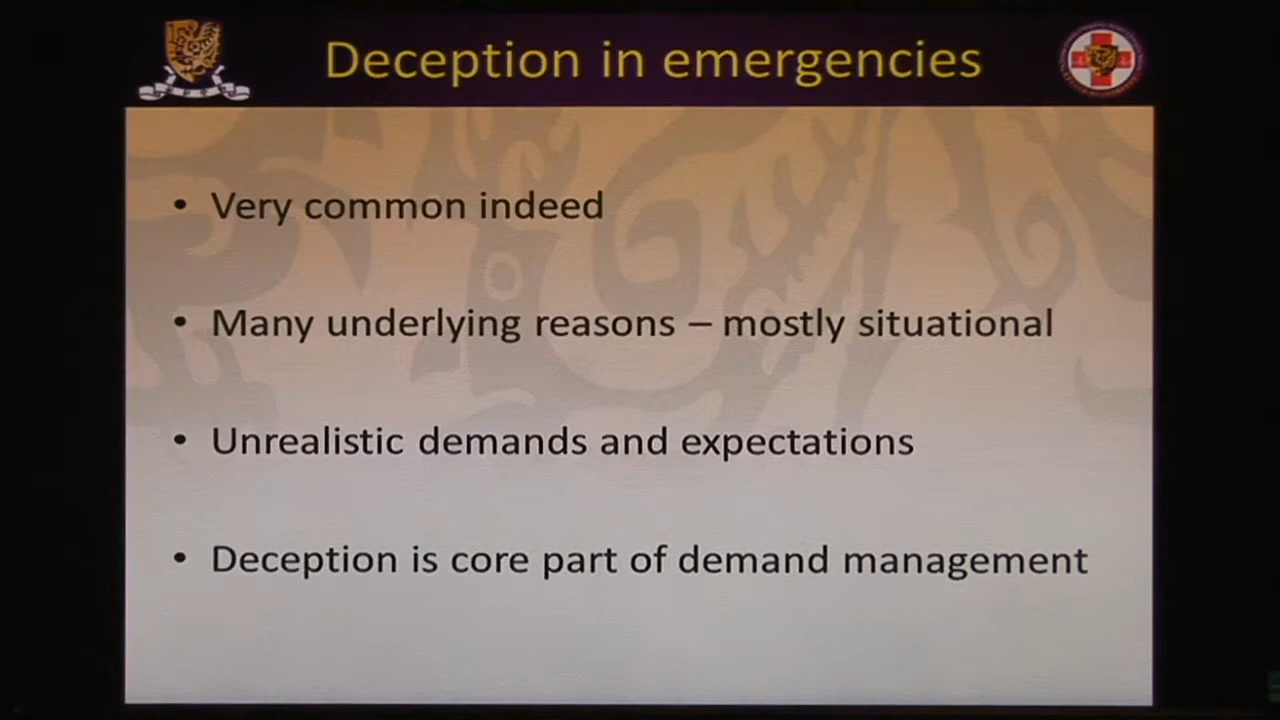 Deception in emergencies
• Very common indeed
• Many underlying reasons – mostly situational
• Unrealistic demands and expectations
• Deception is core part of demand management